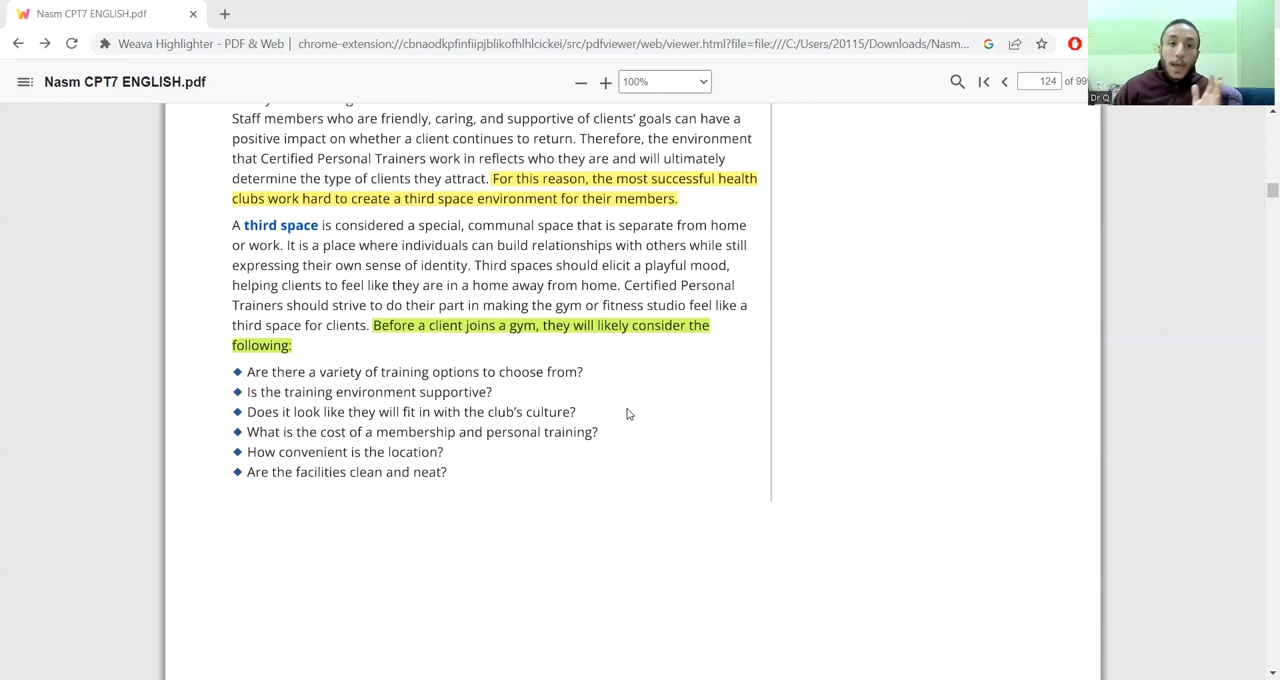 Nasm CPT7 ENGLISH.pdf
Weava Highlighter - PDF & Web | chrome-extension://cbnaodkpfinfiipjblikofhlhlcickei/src/pdfviewer/web/viewer.html?file=file:///C:/Users/20115/Downloads/Nasm...
Nasm CPT7 ENGLISH.pdf
100%
124 of 99
Dr Q
Staff members who are friendly, caring, and supportive of clients' goals can have a
positive impact on whether a client continues to return. Therefore, the environment
that Certified Personal Trainers work in reflects who they are and will ultimately
determine the type of clients they attract. For this reason, the most successful health
clubs work hard to create a third space environment for their members.
A third space is considered a special, communal space that is separate from home
or work. It is a place where individuals can build relationships with others while still
expressing their own sense of identity. Third spaces should elicit a playful mood,
helping clients to feel like they are in a home away from home. Certified Personal
Trainers should strive to do their part in making the gym or fitness studio feel like a
third space for clients. Before a client joins a gym, they will likely consider the
following:
◆ Are there a variety of training options to choose from?
◆ Is the training environment supportive?
◆ Does it look like they will fit in with the club's culture?
◆ What is the cost of a membership and personal training?
◆ How convenient is the location?
◆ Are the facilities clean and neat?